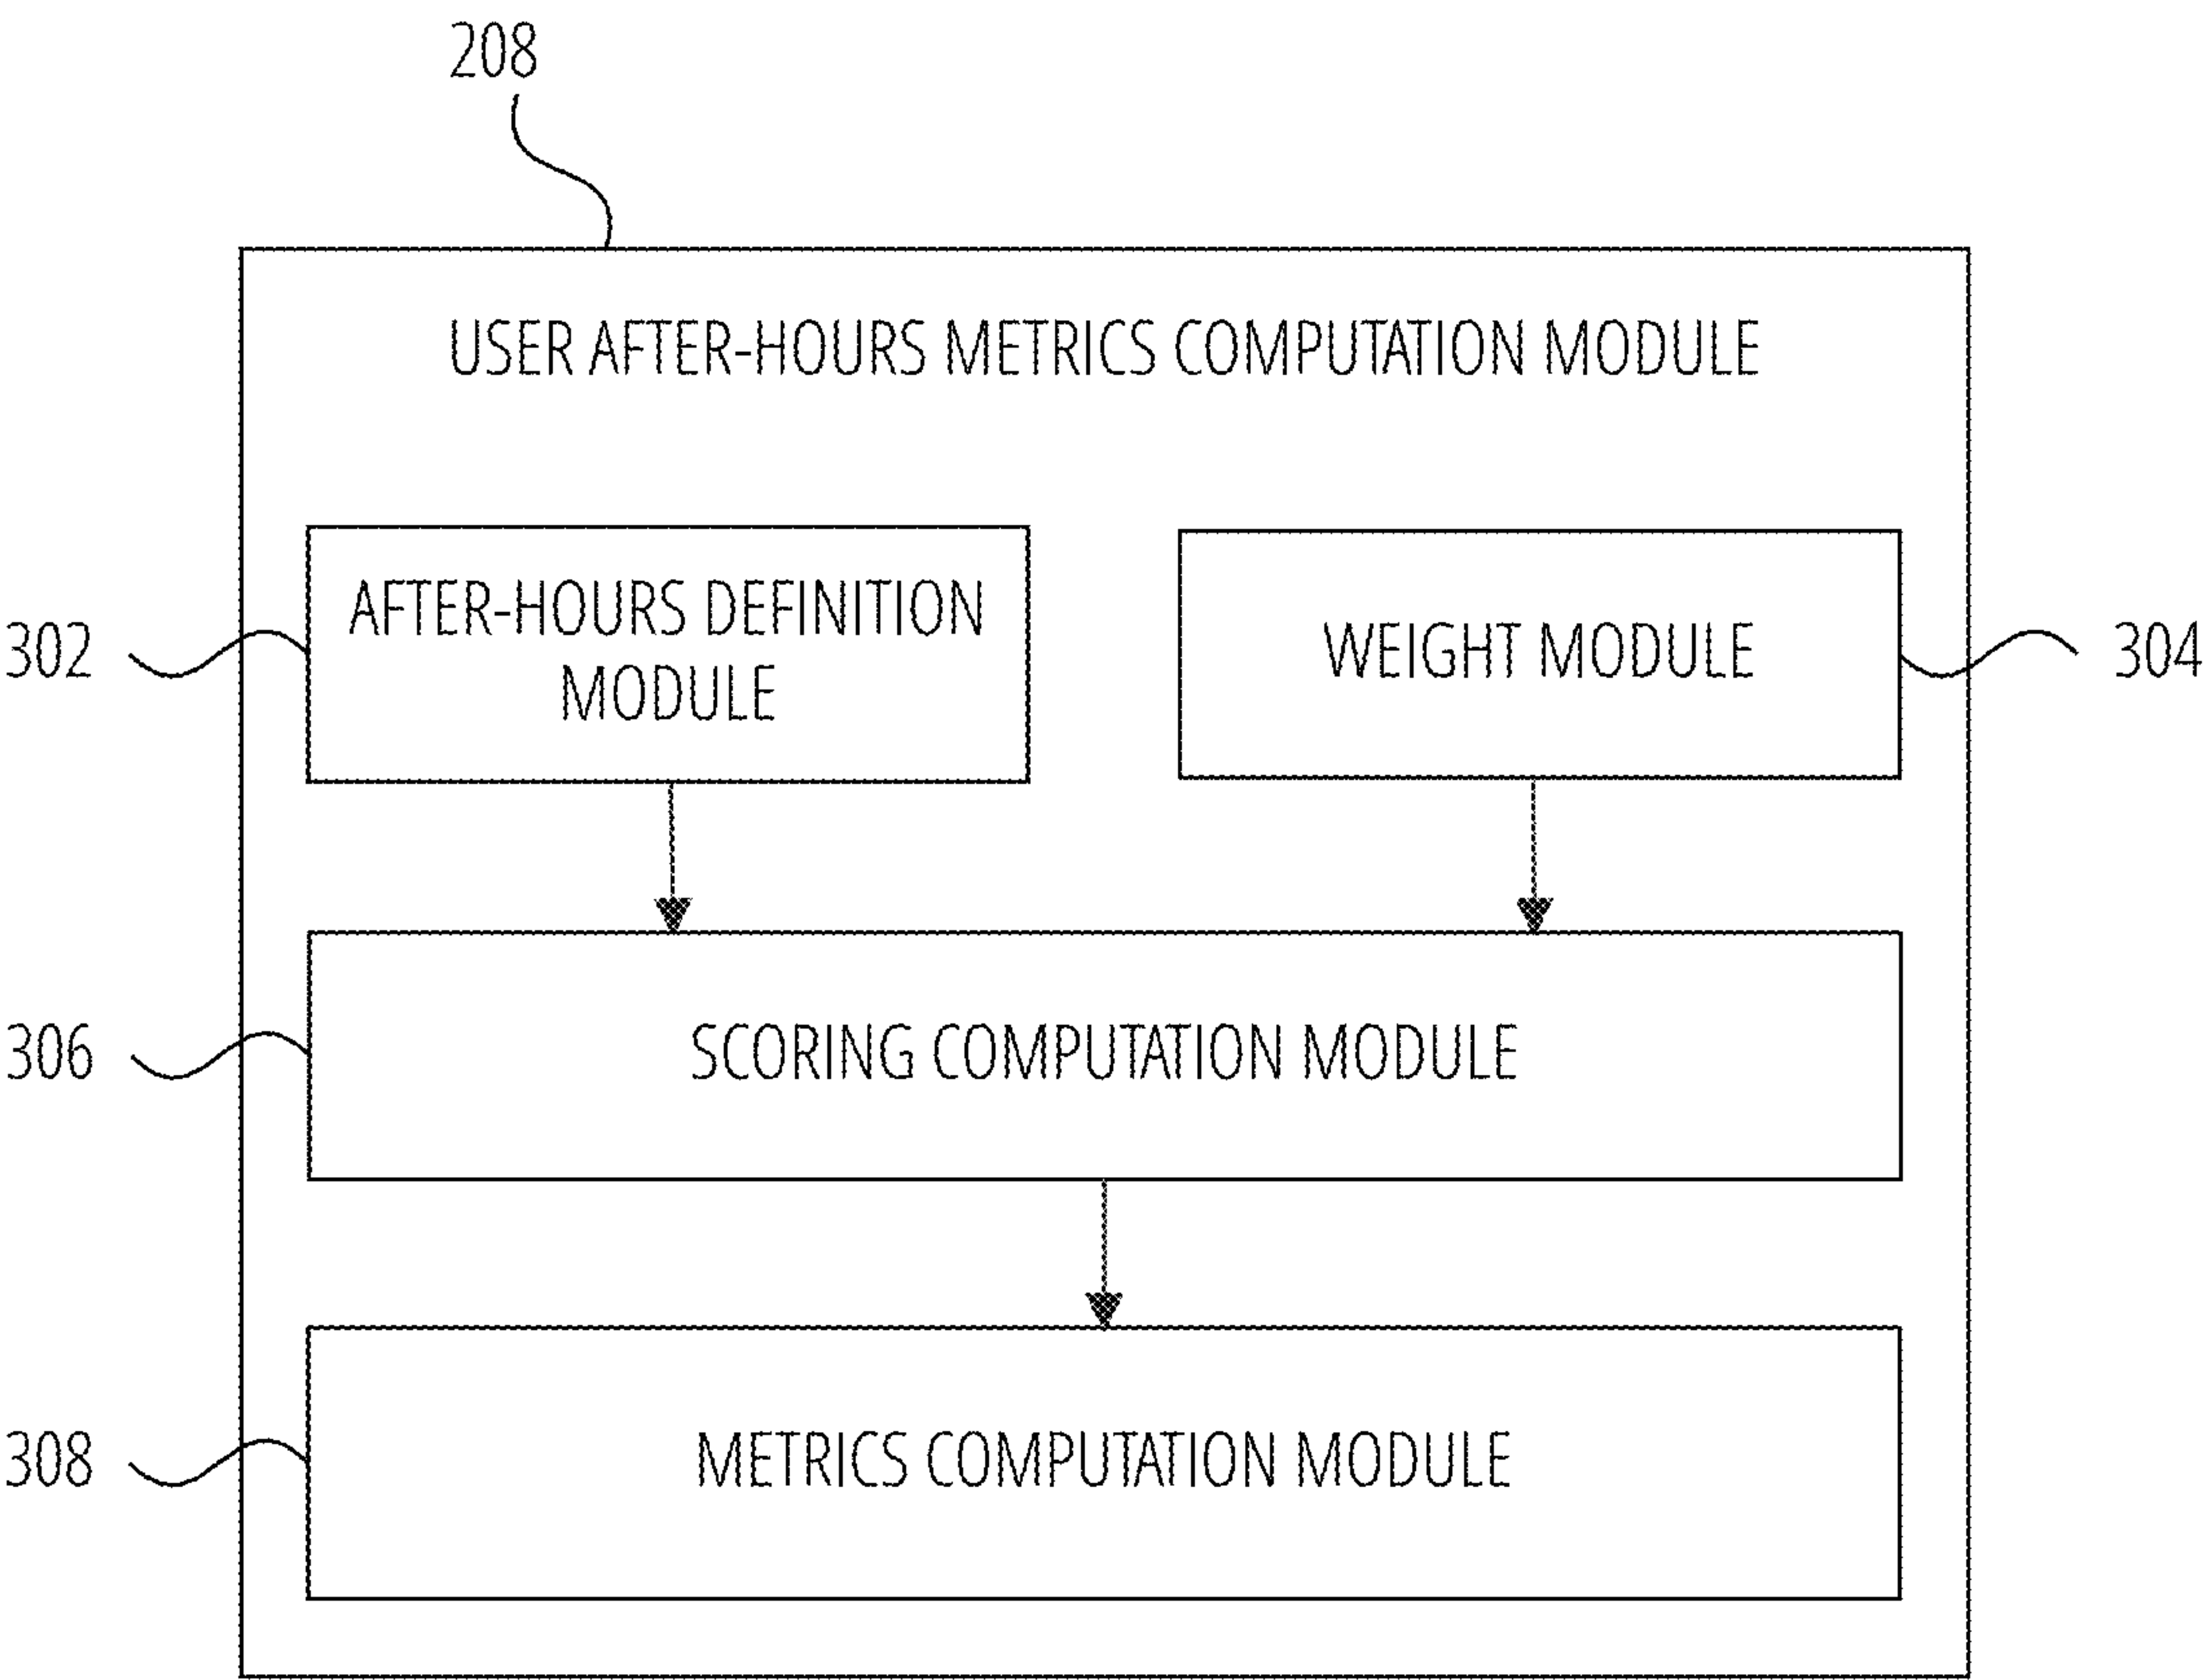 208
USER AFTER-HOURS METRICS COMPUTATION MODULE
AFTER-HOURS DEFINITION
MODULE
302
WEIGHT MODULE
304
306
SCORING COMPUTATION MODULE
308
METRICS COMPUTATION MODULE